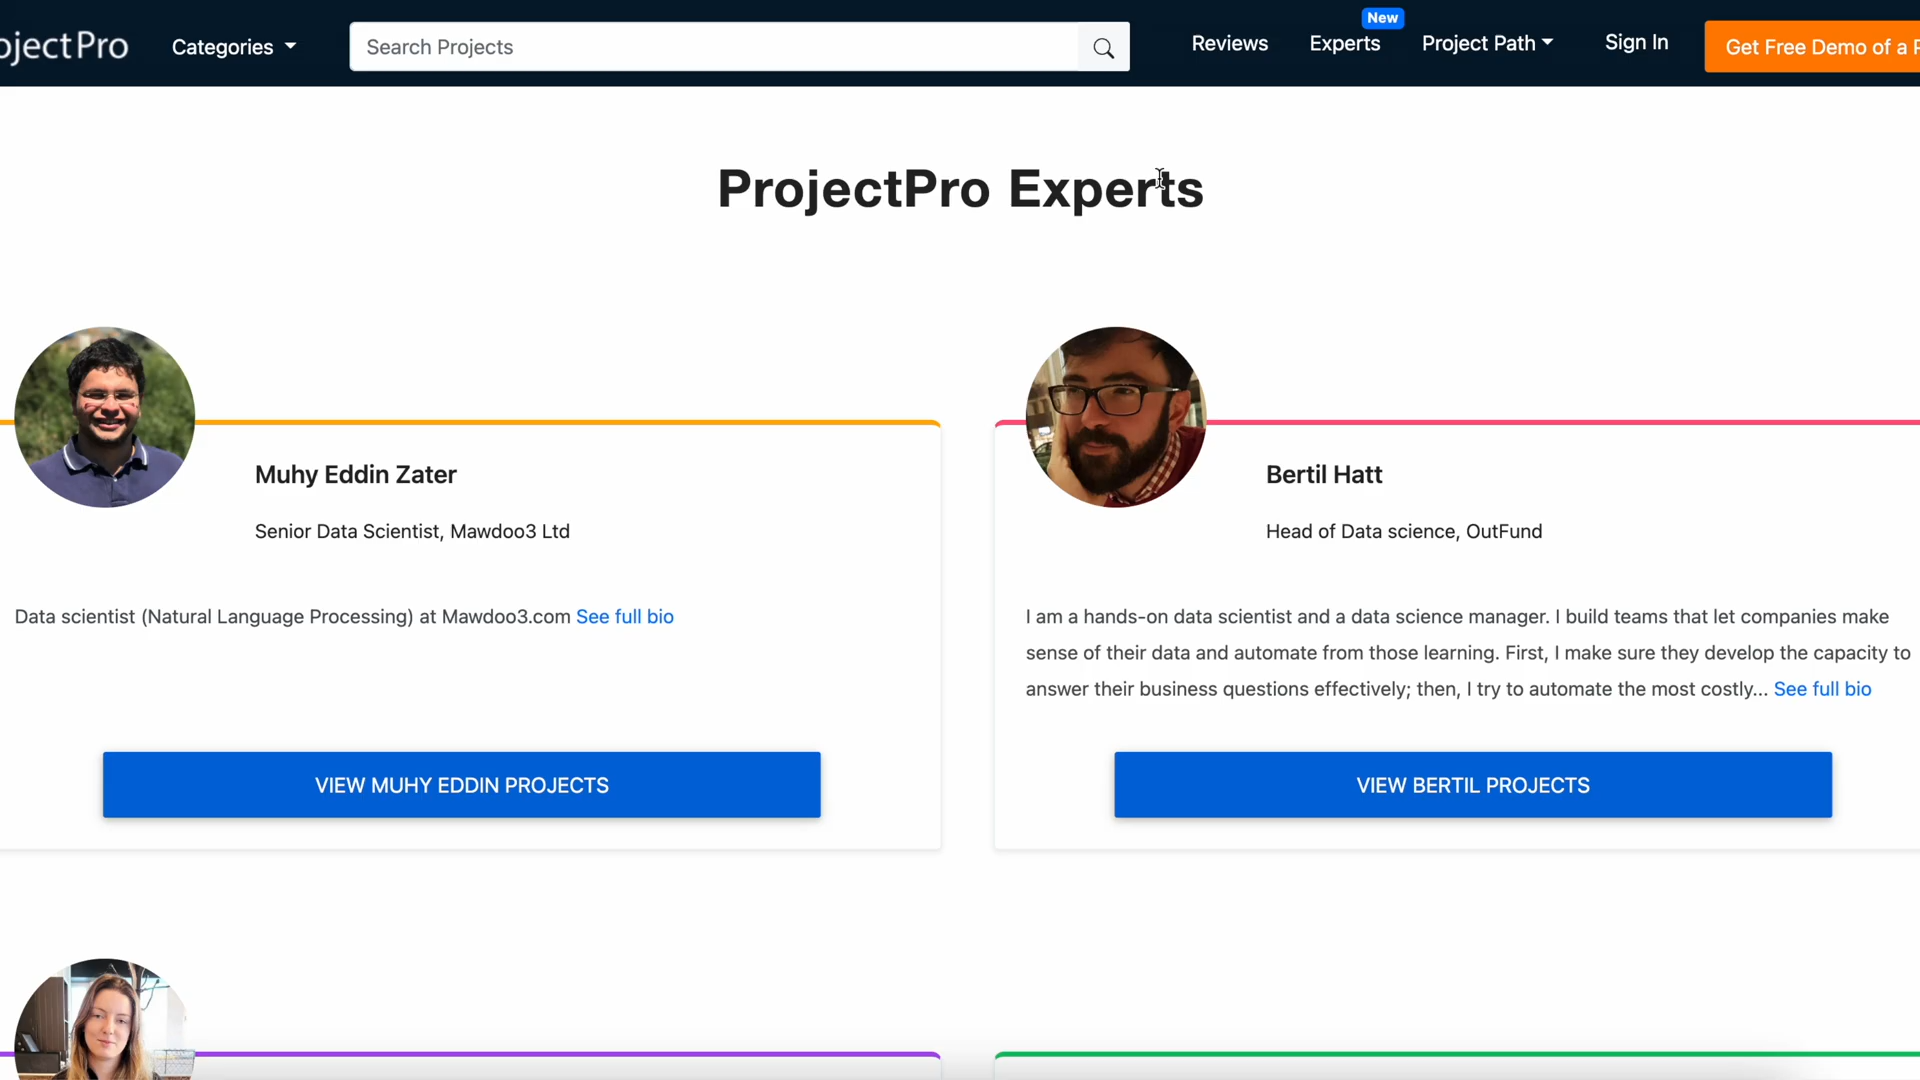 ojectPro
Categories
Search Projects
Reviews
New
Experts
Project Path
Sign In
Get Free Demo of a
ProjectPro Experts
Muhy Eddin Zater
Senior Data Scientist, Mawdoo3 Ltd
Data scientist (Natural Language Processing) at Mawdoo3.com See full bio
VIEW MUHY EDDIN PROJECTS
Bertil Hatt
Head of Data science, OutFund
I am a hands-on data scientist and a data science manager. I build teams that let companies make
sense of their data and automate from those learning. First, I make sure they develop the capacity to
answer their business questions effectively; then, I try to automate the most costly... See full bio
VIEW BERTIL PROJECTS